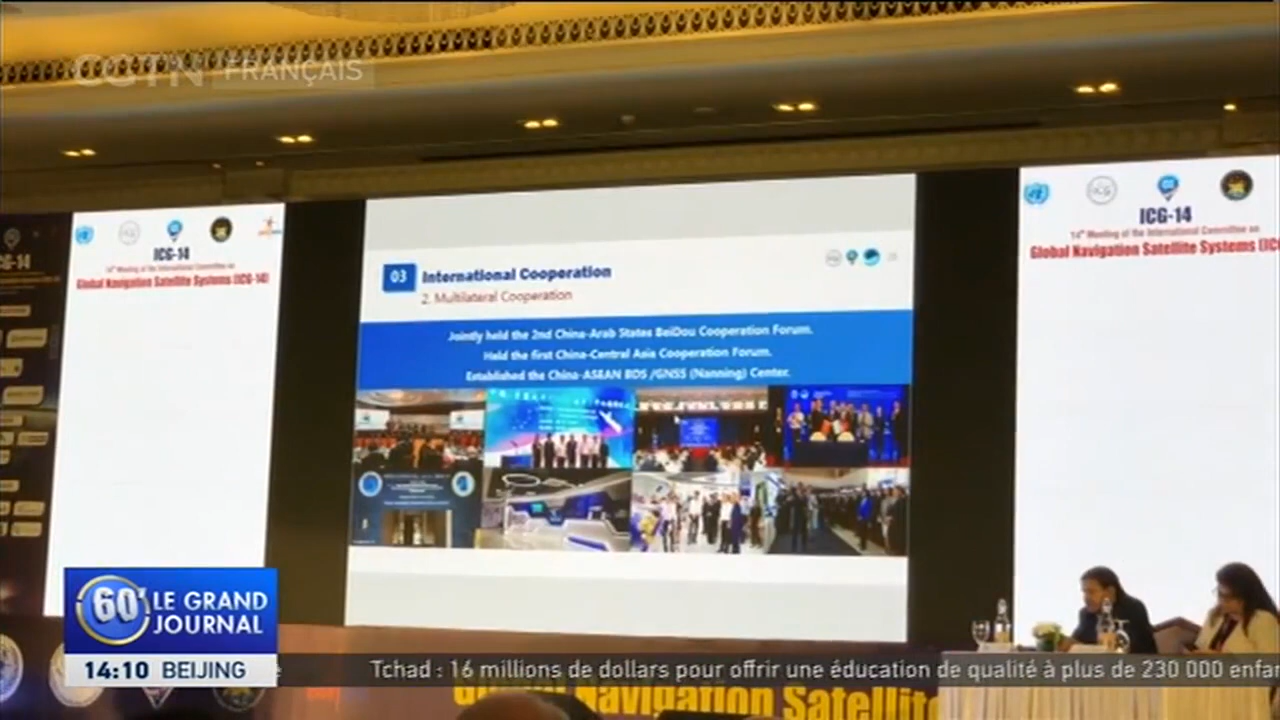 CGTN FRANÇAIS
ICG-14
14th Meeting of the International Committee on
Global Navigation Satellite Systems (ICG-14)
03 International Cooperation
2. Multilateral Cooperation
Jointly held the 2nd China-Arab States BeiDou Cooperation Forum.
Held the first China-Central Asia Cooperation Forum.
Established the China-ASEAN BDS /GNSS (Nanning) Center.
ICG-14
14th Meeting of the International Committee on
Global Navigation Satellite Systems (IC
60' LE GRAND
JOURNAL
14:10 BEIJING
Tchad : 16 millions de dollars pour offrir une éducation de qualité à plus de 230 000 enfan
Global Navigation Satellite